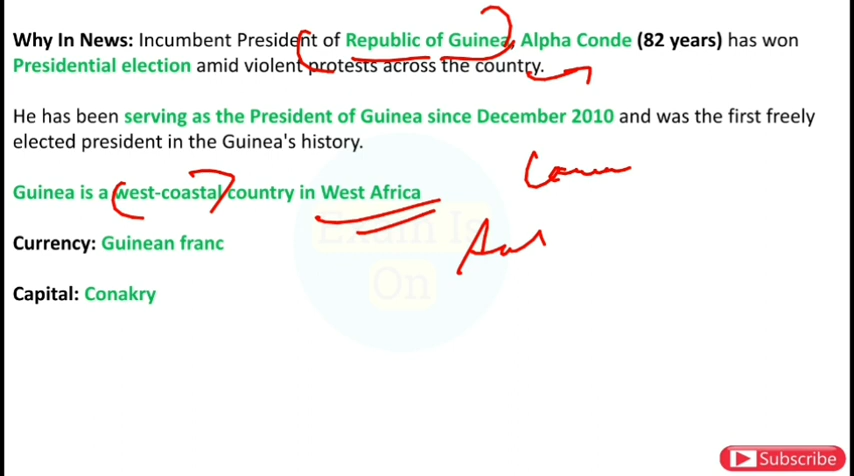 Why In News: Incumbent President of Republic of Guinea, Alpha Conde (82 years) has won
Presidential election amid violent protests across the country.
He has been serving as the President of Guinea since December 2010 and was the first freely
elected president in the Guinea's history.
Guinea is a west-coastal country in West Africa
Currency: Guinean franc
Exam Is
On
Capital: Conakry
Subscribe